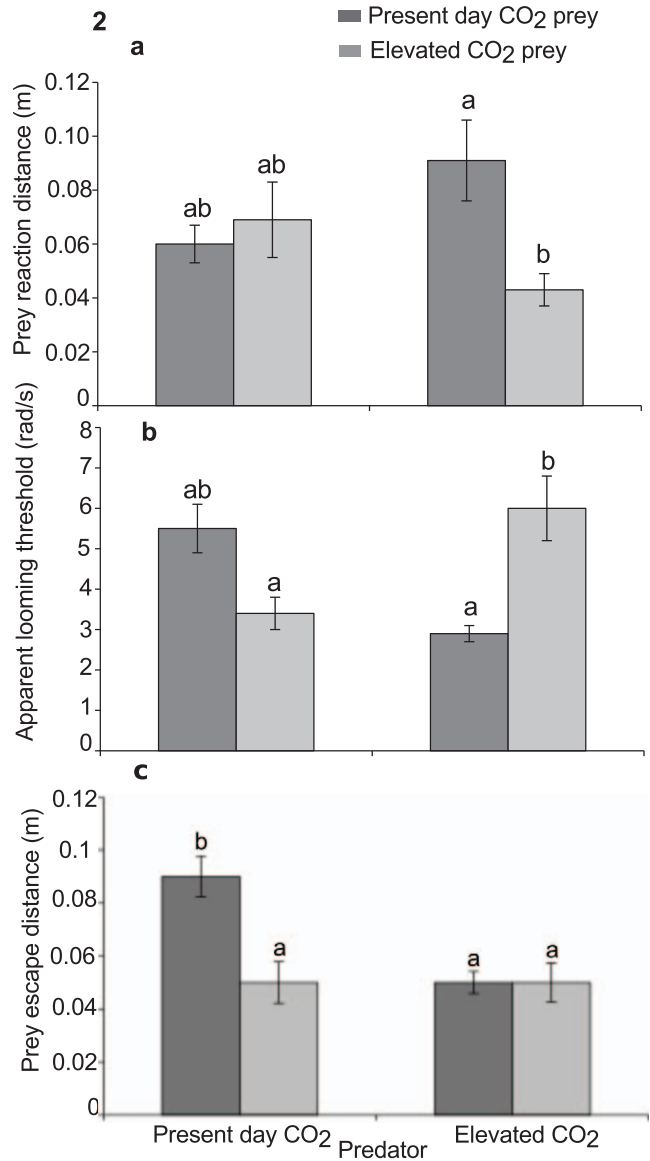 2
Present day CO2 prey
Elevated CO2 prey
a
Prey reaction distance (m)
0.12
0.10
0.08
0.06
0.04
0.02
0
ab
ab
a
b
b
Apparent looming threshold (rad/s)
8
7
6
5
4
3
2
1
0
ab
a
a
b
c
Prey escape distance (m)
0.12
0.1
0.08
0.06
0.04
0.02
0
b
a
a
a
Present day CO2
Elevated CO2
Predator